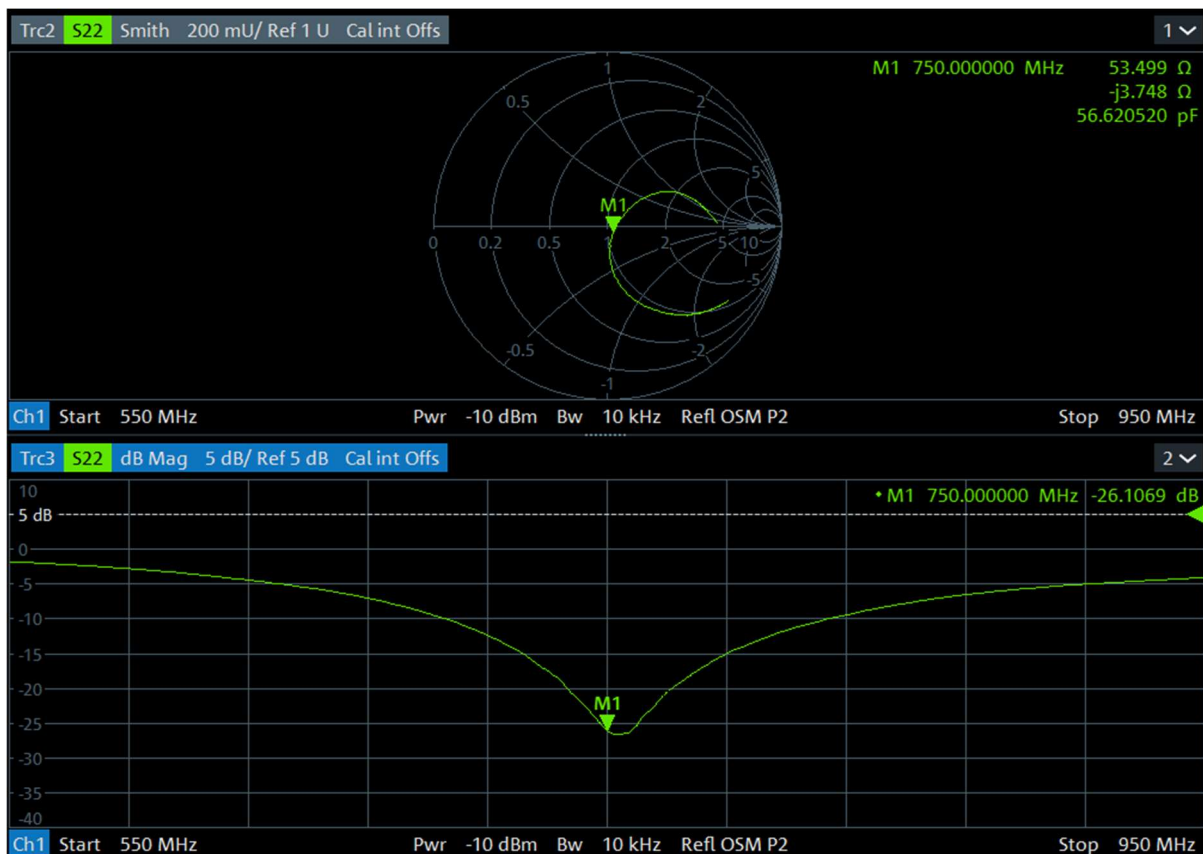 Trc2 S22 Smith 200 mU/ Ref 1 U Cal int Offs 1
M1 750.000000 MHz 53.499 Ω
-j3.748 Ω
56.620520 pF
1
0.5 2
5
M1
0 0.2 0.5 1 2 5 10
-5
-0.5 -2
-1
Ch1 Start 550 MHz Pwr -10 dBm Bw 10 kHz Refl OSM P2 Stop 950 MHz
Trc3 S22 dB Mag 5 dB/ Ref 5 dB Cal int Offs 2
10
•M1 750.000000 MHz -26.1069 dB
5 dB
0
-5
-10
-15
-20
M1
-25
-30
-35
-40
Ch1 Start 550 MHz Pwr -10 dBm Bw 10 kHz Refl OSM P2 Stop 950 MHz